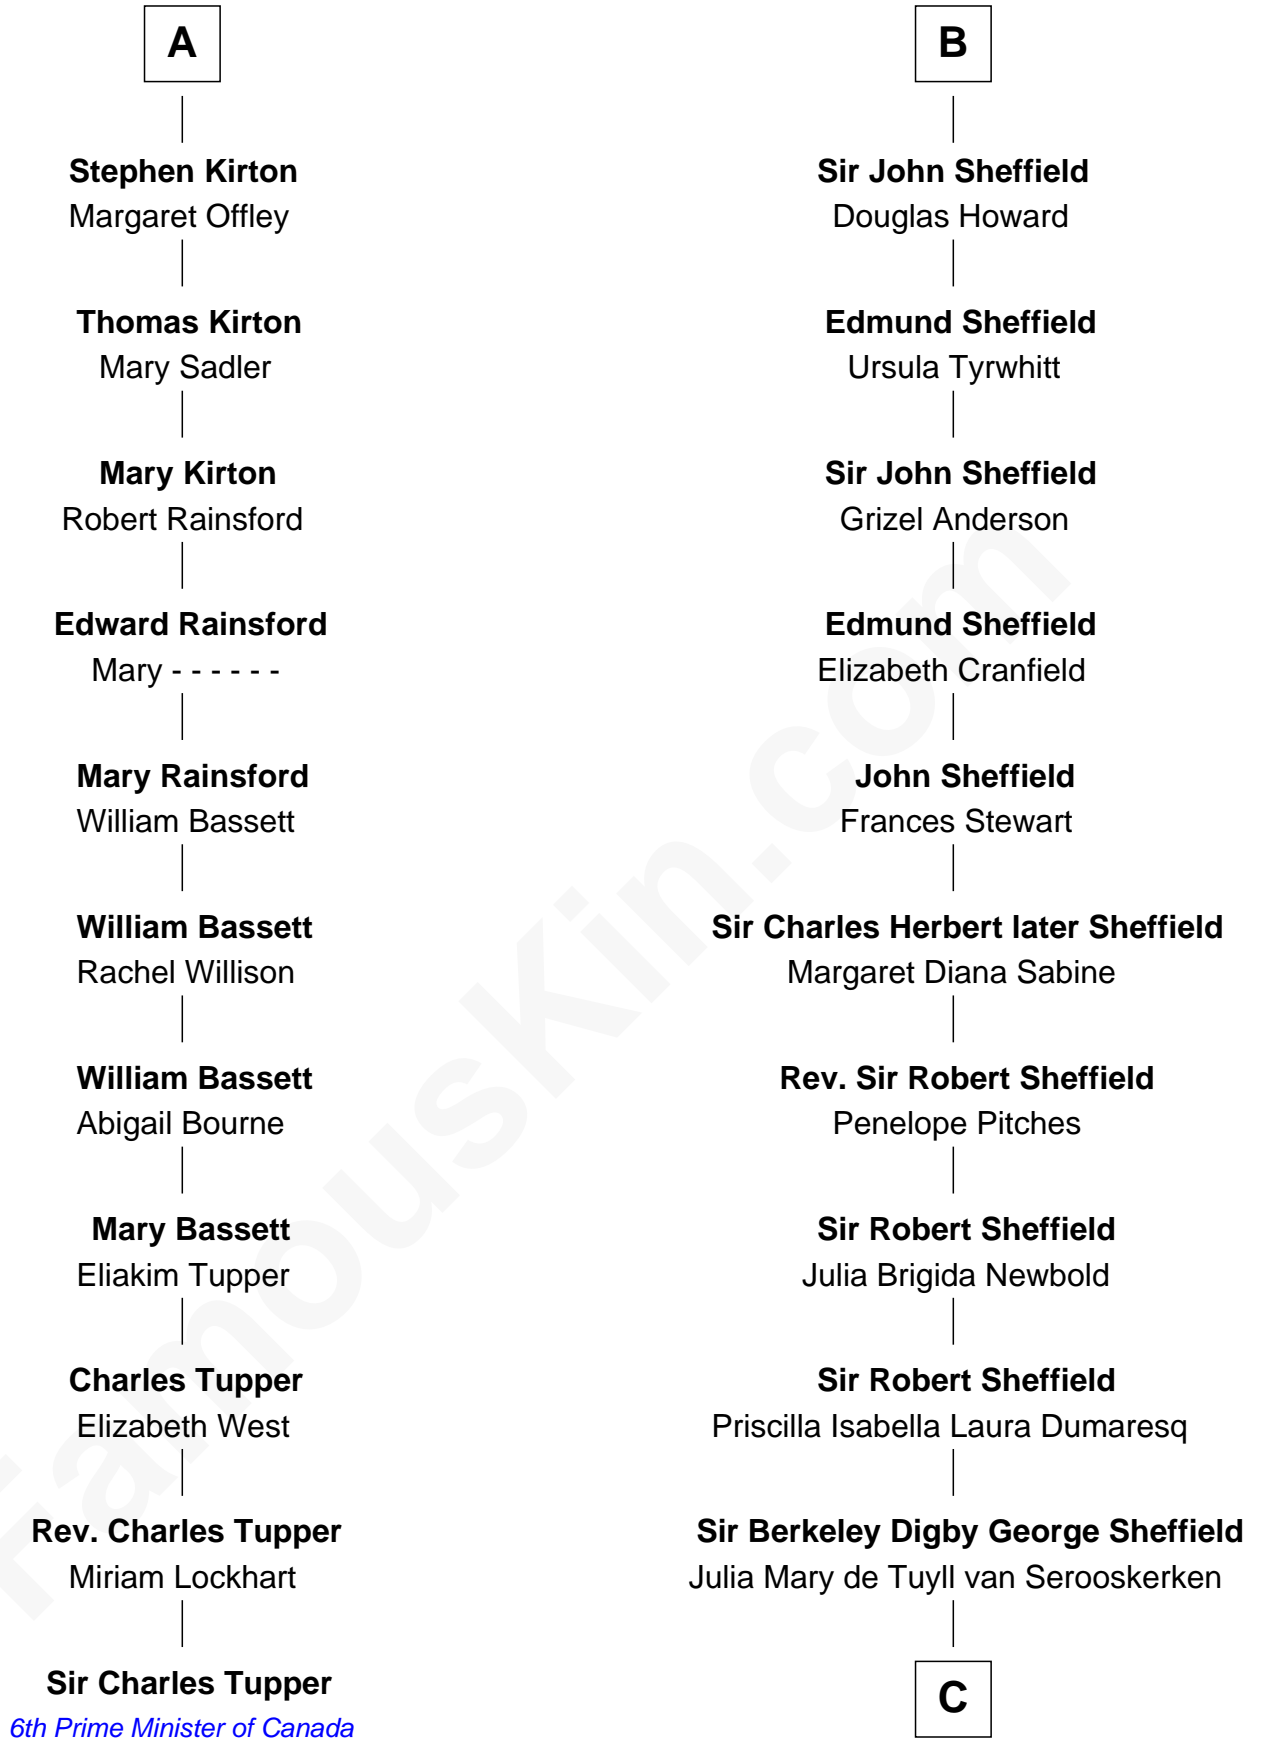 A
Stephen Kirton
Margaret Offley
Thomas Kirton
Mary Sadler
Mary Kirton
Robert Rainsford
Edward Rainsford
Mary - - - - - -
Mary Rainsford
William Bassett
William Bassett
Rachel Willison
William Bassett
Abigail Bourne
Mary Bassett
Eliakim Tupper
Charles Tupper
Elizabeth West
Rev. Charles Tupper
Miriam Lockhart
Sir Charles Tupper
6th Prime Minister of Canada
B
Sir John Sheffield
Douglas Howard
Edmund Sheffield
Ursula Tyrwhitt
Sir John Sheffield
Grizel Anderson
Edmund Sheffield
Elizabeth Cranfield
John Sheffield
Frances Stewart
Sir Charles Herbert later Sheffield
Margaret Diana Sabine
Rev. Sir Robert Sheffield
Penelope Pitches
Sir Robert Sheffield
Julia Brigida Newbold
Sir Robert Sheffield
Priscilla Isabella Laura Dumaresq
Sir Berkeley Digby George Sheffield
Julia Mary de Tuyll van Serooskerken
C
FamousKin.com